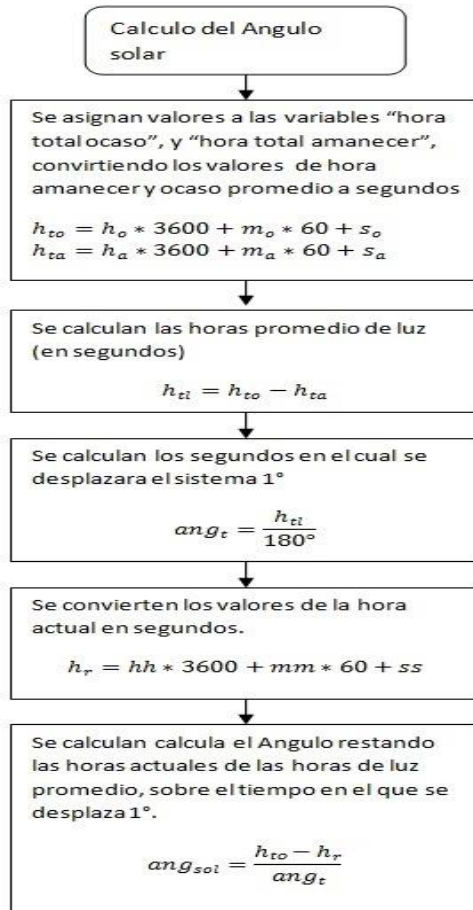 Calculo del Angulo
solar
Se asignan valores a las variables “hora
total ocaso”, y “hora total amanecer”,
convirtiendo los valores de hora
amanecer y ocaso promedio a segundos
h_to = h_o * 3600 + m_o * 60 + s_o
h_ta = h_a * 3600 + m_a * 60 + s_a
Se calculan las horas promedio de luz
(en segundos)
h_tl = h_to − h_ta
Se calculan los segundos en el cual se
desplazara el sistema 1°
ang_t = h_tl / 180°
Se convierten los valores de la hora
actual en segundos.
h_r = hh * 3600 + mm * 60 + ss
Se calculan calcula el Angulo restando
las horas actuales de las horas de luz
promedio, sobre el tiempo en el que se
desplaza 1°.
ang_sol = (h_to − h_r) / ang_t